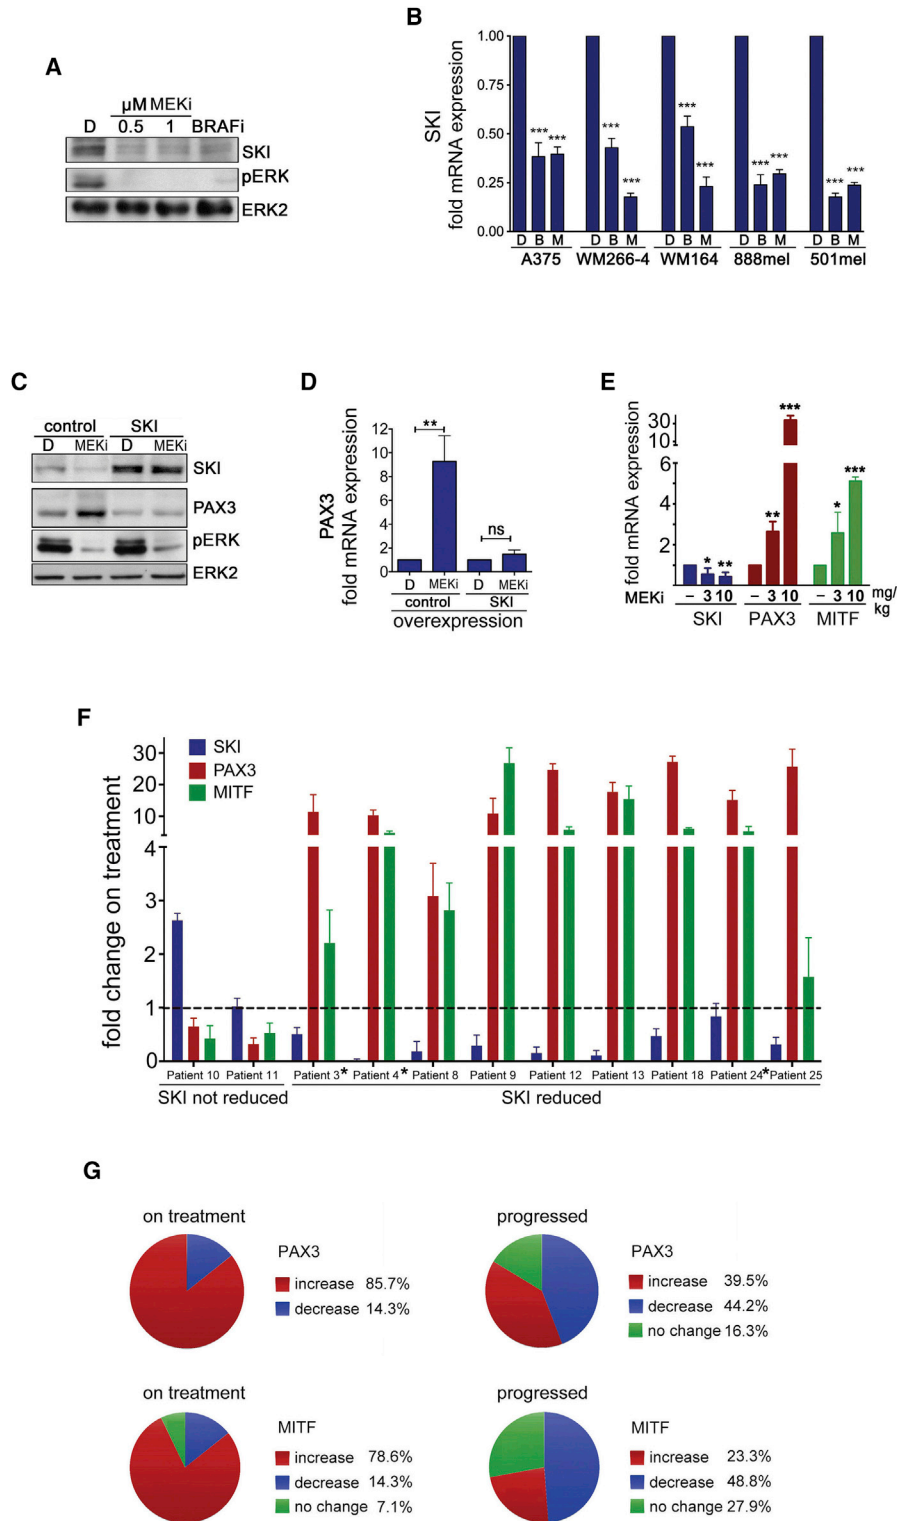 A
µM MEKi
D 0.5 1 BRAFi
SKI
pERK
ERK2
B
SKI
fold mRNA expression
1.00
0.75
0.50
0.25
0.00
*** ***
*** ***
*** ***
*** ***
*** ***
D B M D B M D B M D B M D B M
A375 WM266-4 WM164 888mel 501mel
C
control SKI
D MEKi D MEKi
SKI
PAX3
pERK
ERK2
D
PAX3
fold mRNA expression
12
10
8
6
4
2
0
**
ns
D MEKi D MEKi
control SKI
overexpression
E
fold mRNA expression
30
10
6
4
2
* **
** ***
* ***
MEKi – 3 10 – 3 10 – 3 10 mg/
kg
SKI PAX3 MITF
F
fold change on treatment
30
20
10
4
3
2
1
0
SKI
PAX3
MITF
Patient 10 Patient 11 Patient 3* Patient 4* Patient 8 Patient 9 Patient 12 Patient 13 Patient 18 Patient 24* Patient 25
SKI not reduced SKI reduced
G
on treatment
PAX3
increase 85.7%
decrease 14.3%
progressed
PAX3
increase 39.5%
decrease 44.2%
no change 16.3%
on treatment
MITF
increase 78.6%
decrease 14.3%
no change 7.1%
progressed
MITF
increase 23.3%
decrease 48.8%
no change 27.9%